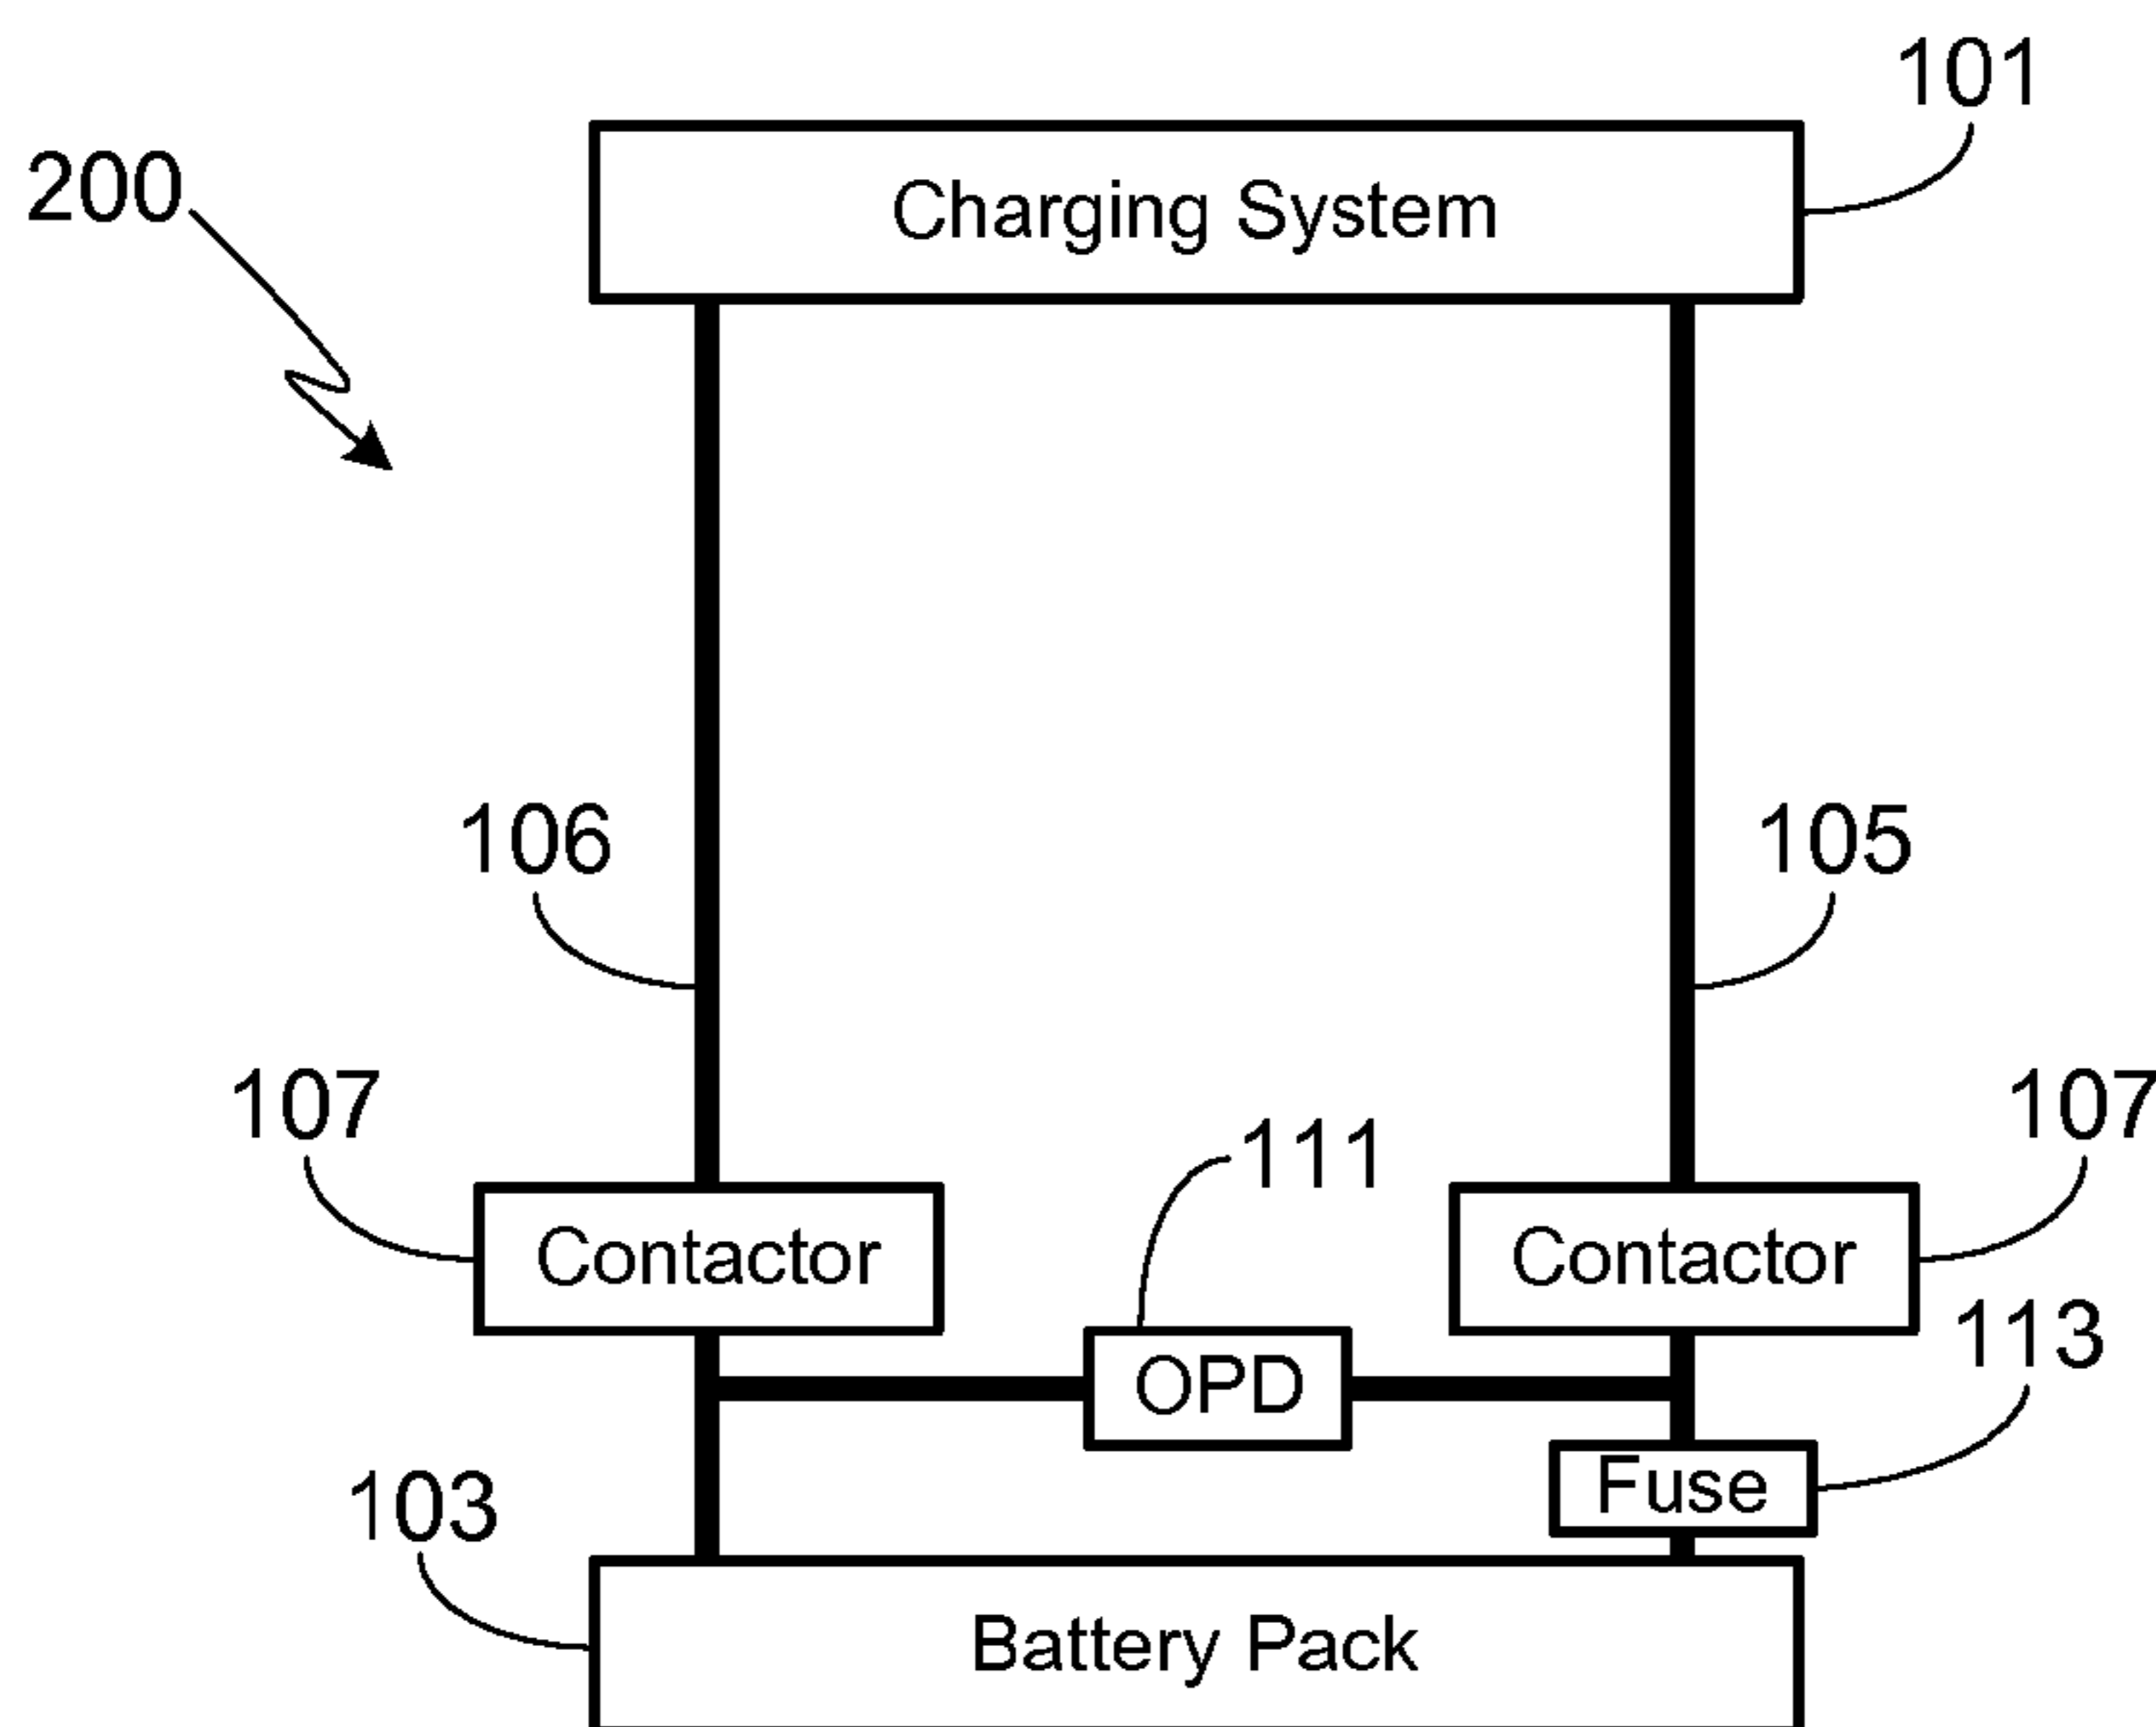 101
200
Charging System
106
105
107
107
111
Contactor
Contactor
113
OPD
Fuse
103
Battery Pack